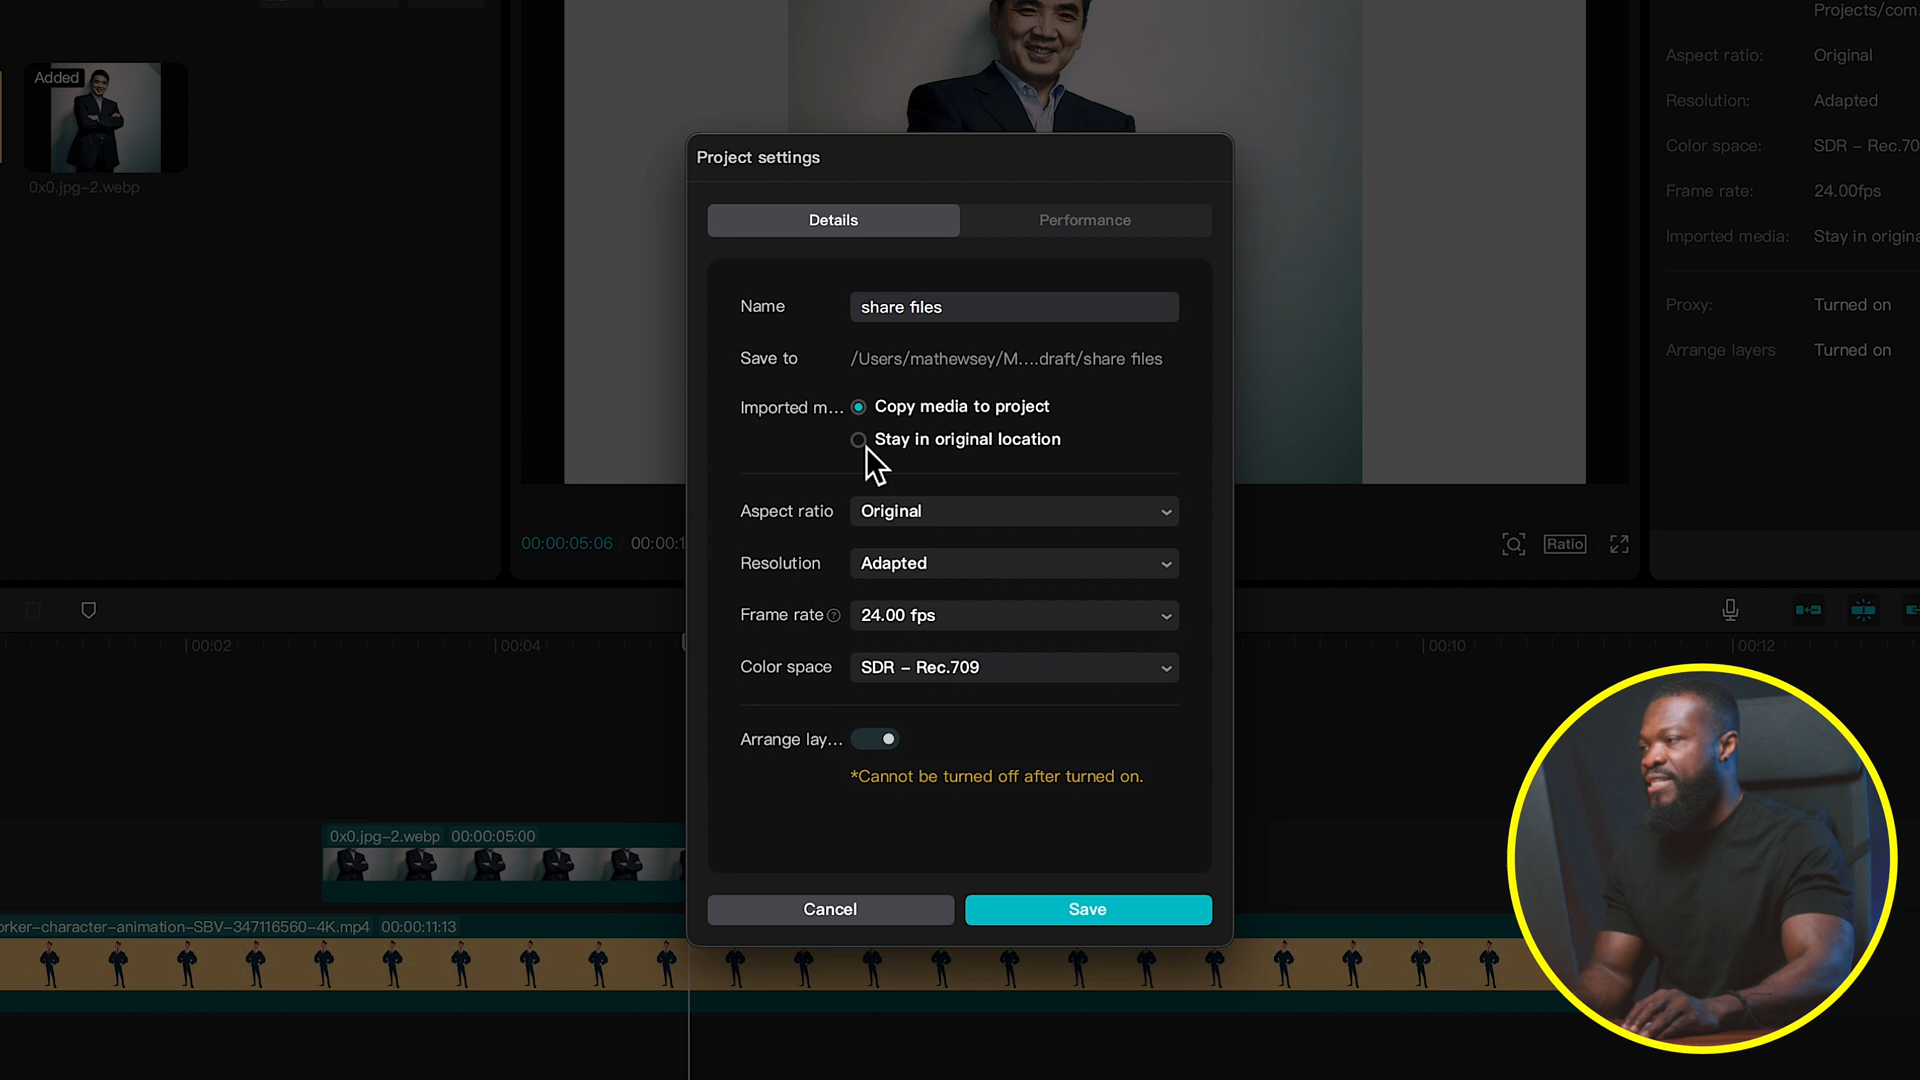 Added
0x0.jpg-2.webp
Projects/com
Aspect ratio: Original
Resolution: Adapted
Color space: SDR – Rec.70
Frame rate: 24.00fps
Imported media: Stay in origina
Proxy: Turned on
Arrange layers Turned on
Project settings
Details Performance
Name share files
Save to /Users/mathewsey/M....draft/share files
Imported m... Copy media to project
Stay in original location
Aspect ratio Original
Resolution Adapted
Frame rate ? 24.00 fps
Color space SDR – Rec.709
Arrange lay...
*Cannot be turned off after turned on.
Cancel Save
00:00:05:06 / 00:00:1
Ratio
00:02 00:04 00:10 00:12
0x0.jpg-2.webp 00:00:05:00
orker-character-animation-SBV-347116560-4K.mp4 00:00:11:13